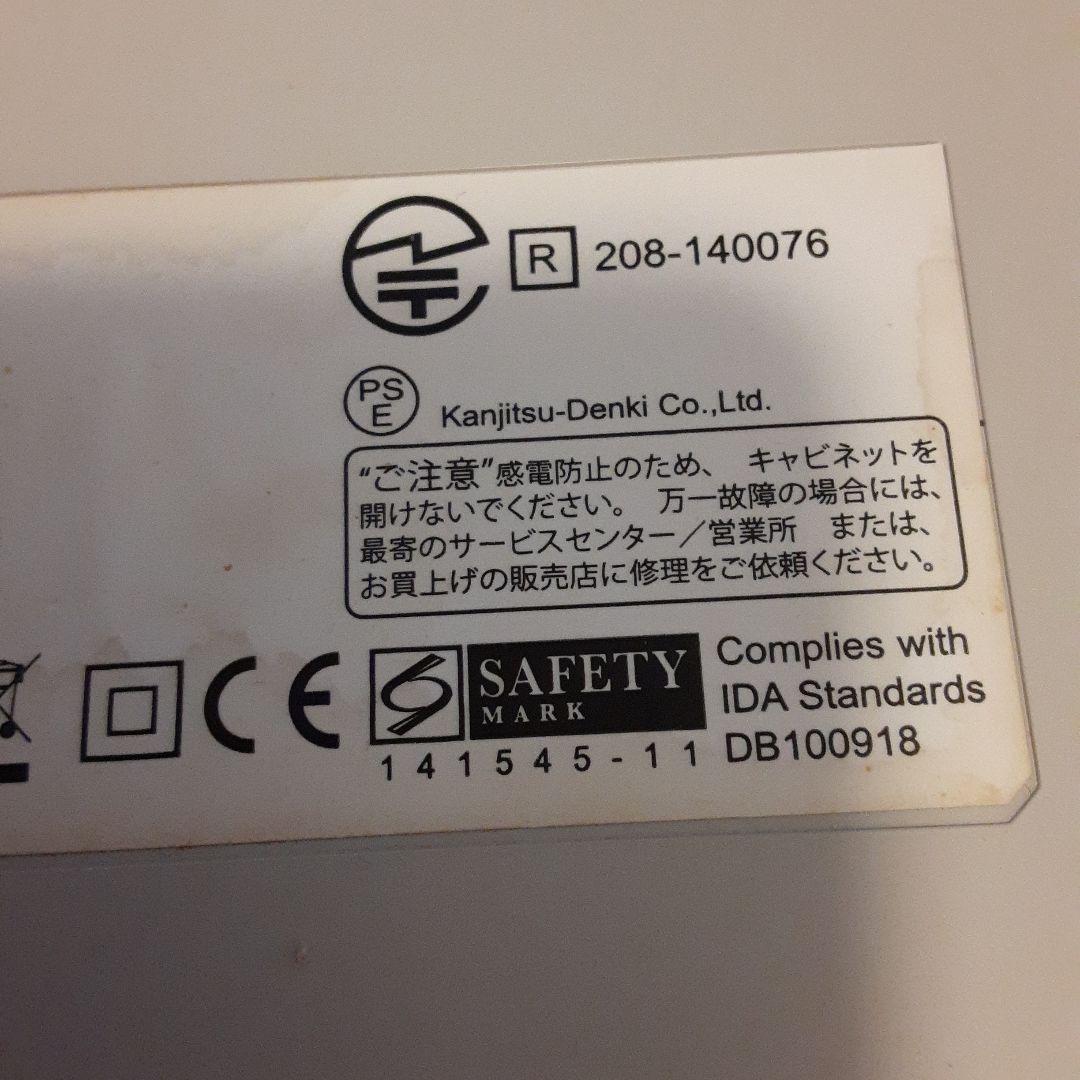 R 208-140076
PS
E
Kanjitsu-Denki Co.,Ltd.
“ご注意”感電防止のため、 キャビネットを
開けないでください。 万一故障の場合には、
最寄のサービスセンター／営業所 または、
お買上げの販売店に修理をご依頼ください。
CE
SAFETY
MARK
141545-11
Complies with
IDA Standards
DB100918